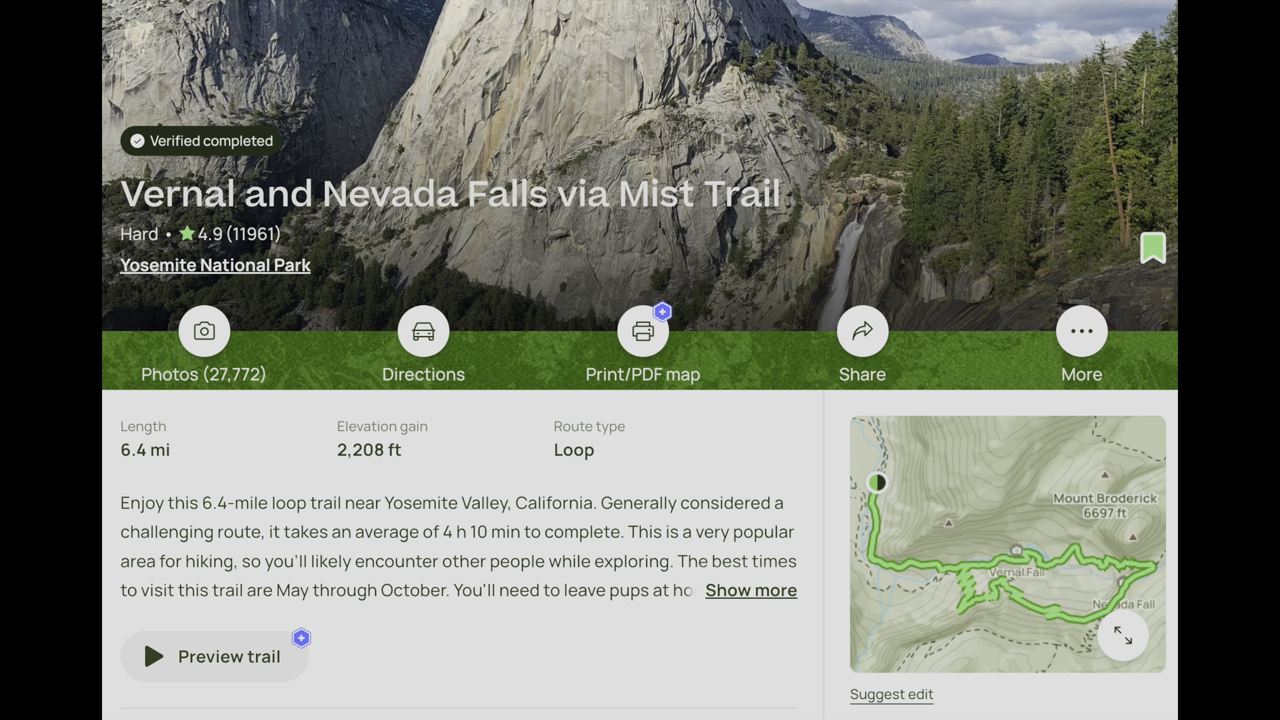 Verified completed
Vernal and Nevada Falls via Mist Trail
Hard • 4.9 (11961)
Yosemite National Park
Photos (27,772)
Directions
Print/PDF map
Share
More
Length
Elevation gain
Route type
6.4 mi
2,208 ft
Loop
Enjoy this 6.4-mile loop trail near Yosemite Valley, California. Generally considered a
challenging route, it takes an average of 4 h 10 min to complete. This is a very popular
area for hiking, so you'll likely encounter other people while exploring. The best times
to visit this trail are May through October. You'll need to leave pups at ho Show more
Preview trail
Mount Broderick
6697 ft
Vernal Fall
Nevada Fall
Suggest edit